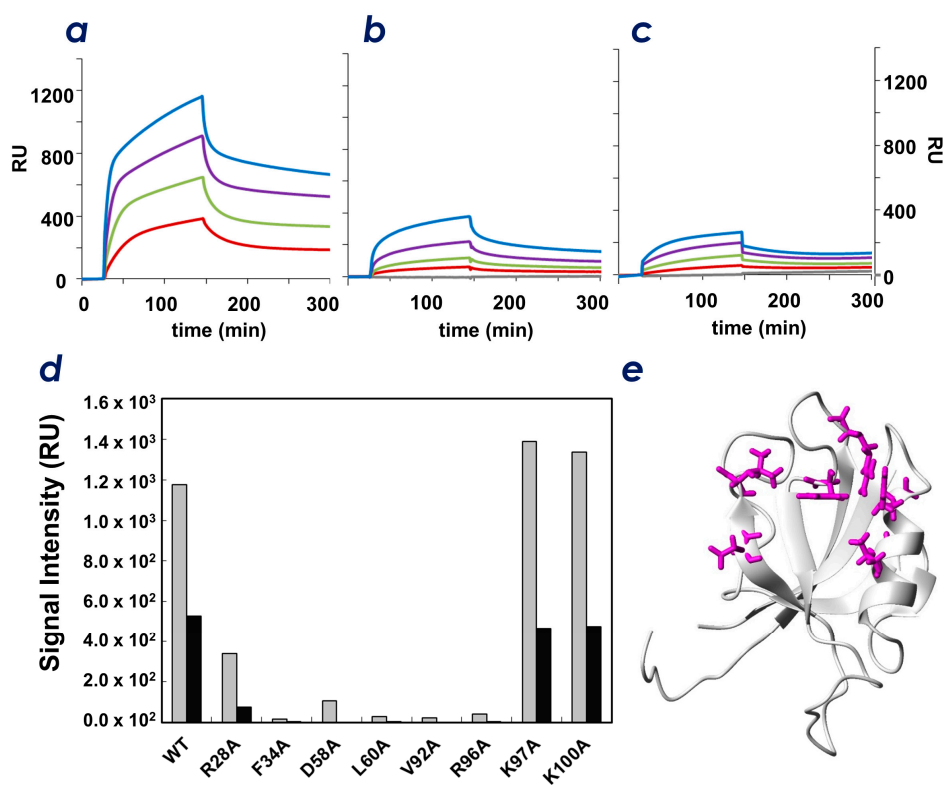 a
b
c
1200
800
400
0
RU
0
100
200
300
time (min)
100
200
300
time (min)
100
200
300
time (min)
1200
800
400
0
RU
d
e
1.6 x 10³
1.4 x 10³
1.2 x 10³
1.0 x 10³
8.0 x 10²
6.0 x 10²
4.0 x 10²
2.0 x 10²
0.0 x 10²
Signal Intensity (RU)
WT
R28A
F34A
D58A
L60A
V92A
R96A
K97A
K100A